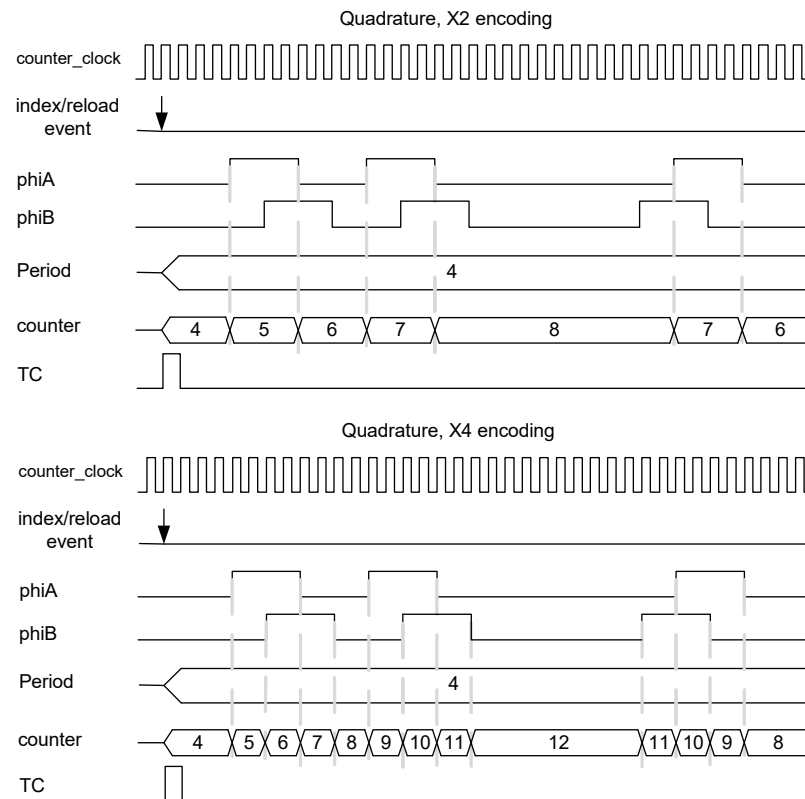 Quadrature, X2 encoding
counter_clock
index/reload
event
phiA
phiB
Period
4
counter
4 5 6 7 8 7 6
TC
Quadrature, X4 encoding
counter_clock
index/reload
event
phiA
phiB
Period
4
counter
4 5 6 7 8 9 10 11 12 11 10 9 8
TC